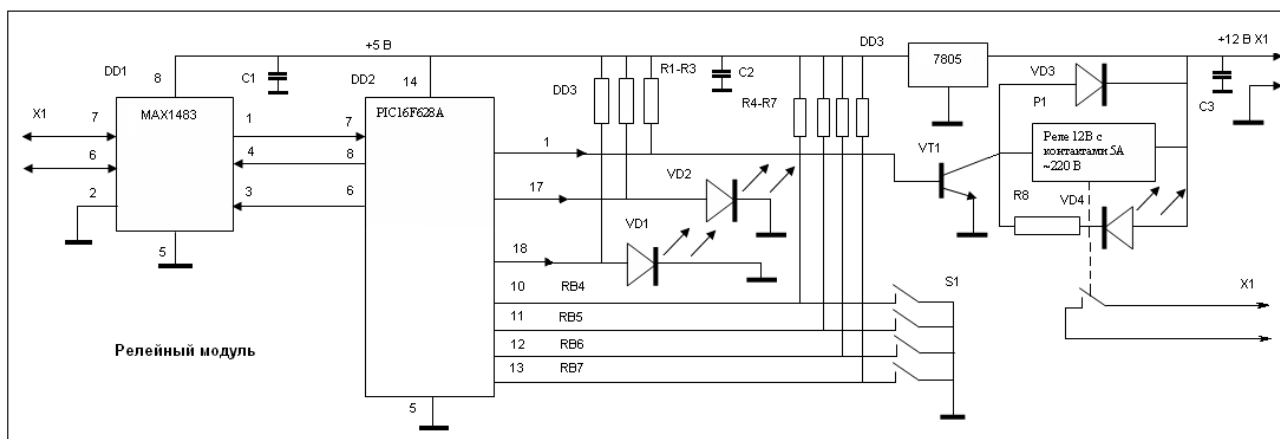 +5 В
DD3
+12 В X1
DD1
8
C1
DD2
14
R1-R3
C2
7805
VD3
DD3
R4-R7
P1
C3
X1
7
MAX1483
1
7
PIC16F628A
1
VT1
Реле 12В с
контактами 5А
~220 В
6
4
8
VD2
17
2
3
6
R8
VD4
VD1
18
5
10
RB4
S1
X1
11
RB5
12
RB6
Релейный модуль
13
RB7
5